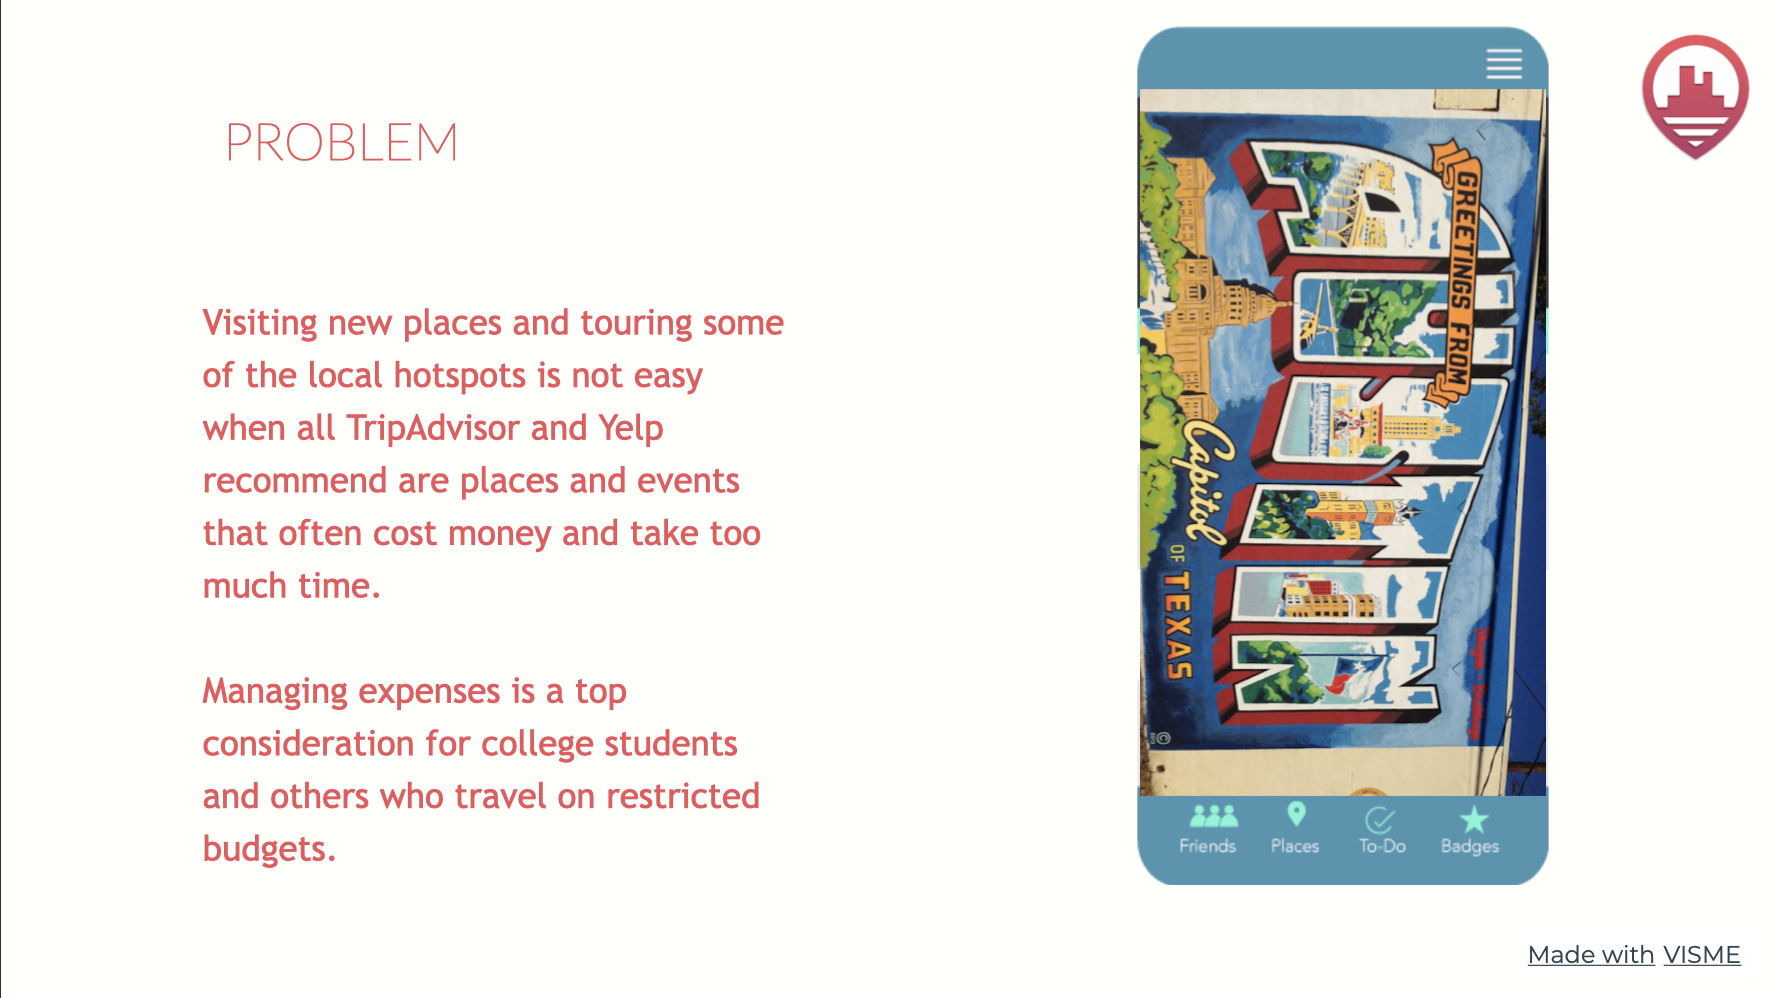 PROBLEM
Visiting new places and touring some
of the local hotspots is not easy
when all TripAdvisor and Yelp
recommend are places and events
that often cost money and take too
much time.
Managing expenses is a top
consideration for college students
and others who travel on restricted
budgets.
GREETINGS FROM
AUSTIN
Capitol
OF TEXAS
©
Friends Places To-Do Badges
Made with VISME